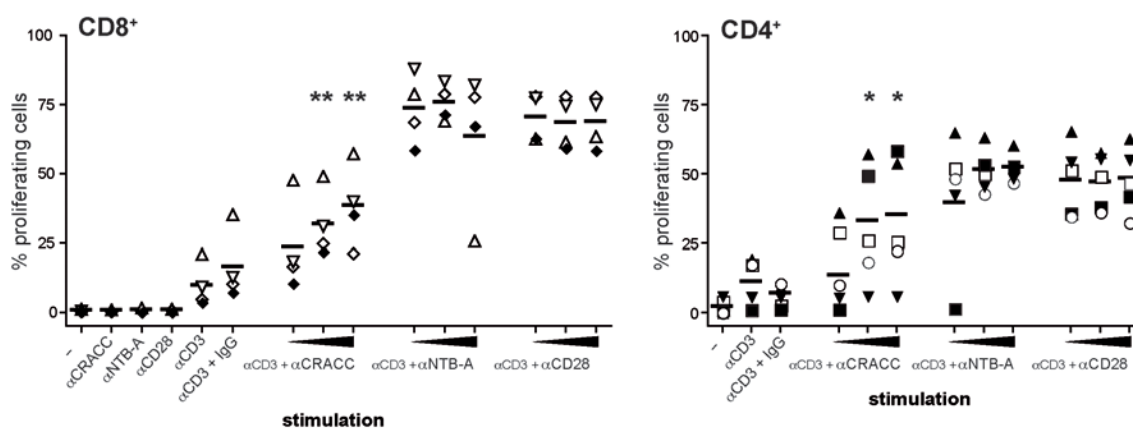 CD8⁺
% proliferating cells
100
75
50
25
0
** **
–
αCRACC
αNTB-A
αCD28
αCD3
αCD3 + IgG
αCD3 + αCRACC
αCD3 + αNTB-A
αCD3 + αCD28
stimulation
CD4⁺
% proliferating cells
100
75
50
25
0
* *
–
αCD3
αCD3 + IgG
αCD3 + αCRACC
αCD3 + αNTB-A
αCD3 + αCD28
stimulation